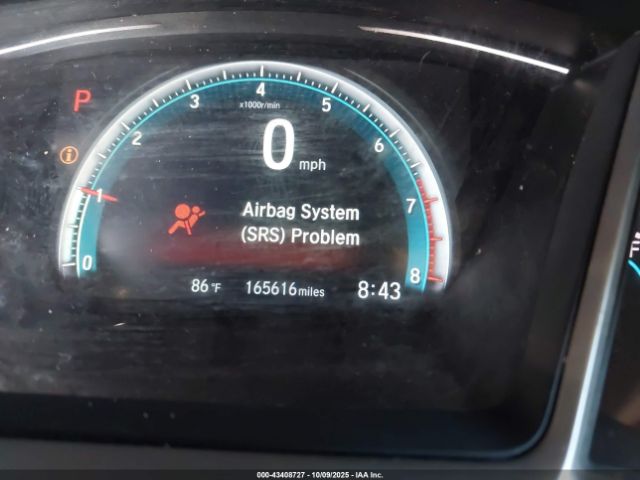 P
0
1
2
3
4
5
6
7
8
x1000r/min
0 mph
i
Airbag System
(SRS) Problem
86 °F 165616 miles 8:43
F
000-43408727 - 10/09/2025 - IAA Inc.